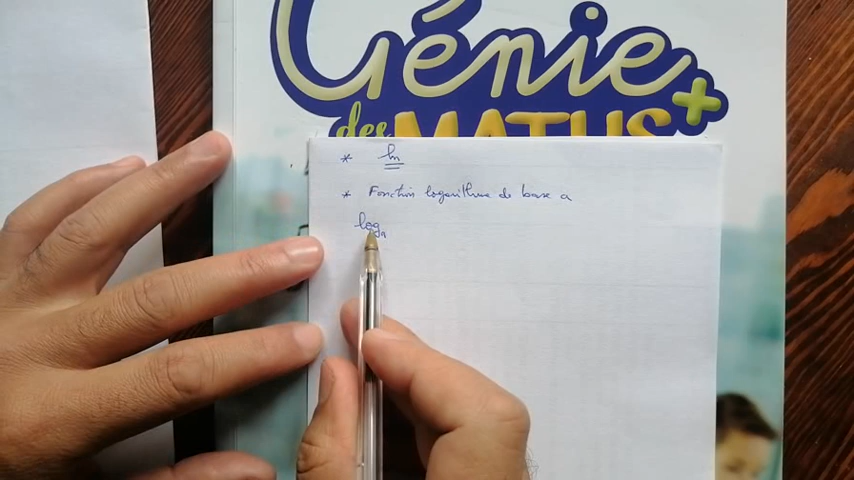 Génie
des MATHS+
* ln
* Fonction logarithme de base a
logₐ